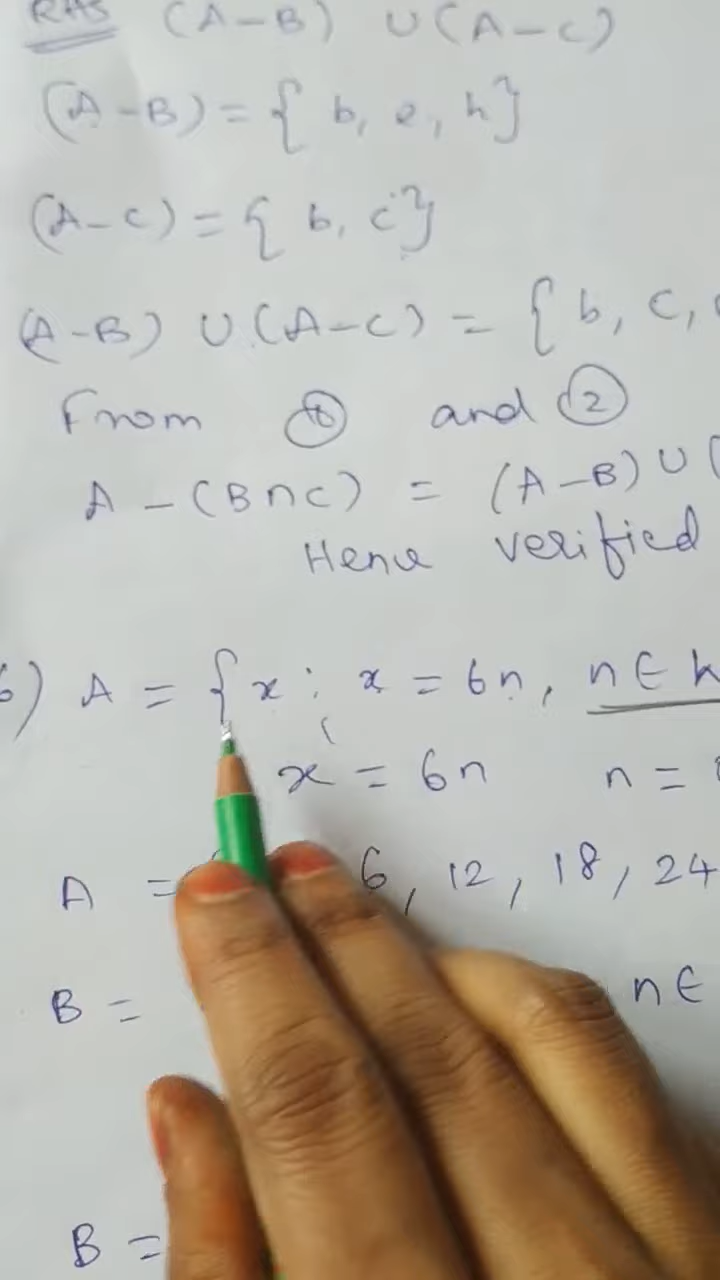 RHS (A-B) ∪ (A-C)
(A-B) = { b, e, h}
(A-C) = { b, c}
(A-B) ∪ (A-C) = { b, c,
From ① and ②
A - (B∩C) = (A-B) ∪ (
Hence verified
6) A = {x : x = 6n, n ∈
x = 6n n =
A = 6, 12, 18, 24
B = n ∈
B =